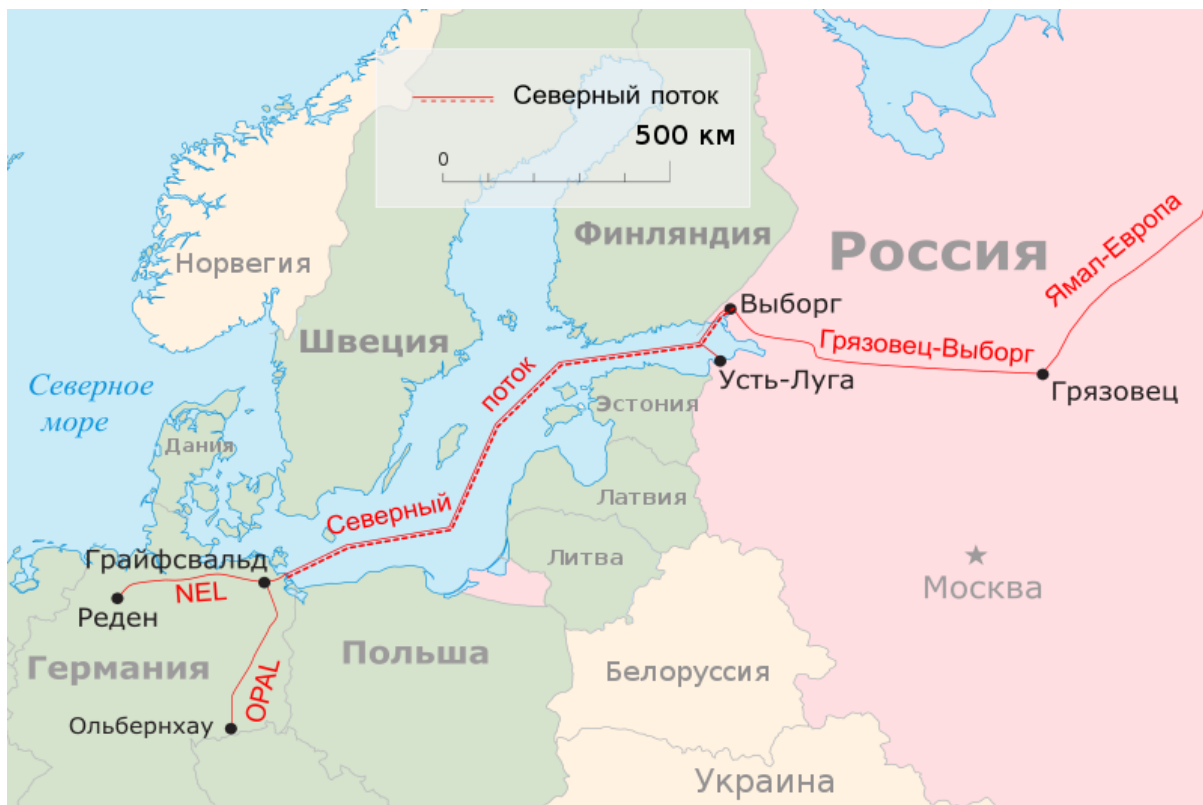 Северный поток
500 км
0
Финляндия
Россия
Ямал-Европа
Норвегия
Выборг
Швеция
Грязовец-Выборг
Северное
море
поток
Усть-Луга
Грязовец
Эстония
Дания
Латвия
Северный
Литва
Грайфсвальд
Москва
NEL
Реден
Германия
Польша
Белоруссия
OPAL
Ольбернхау
Украина